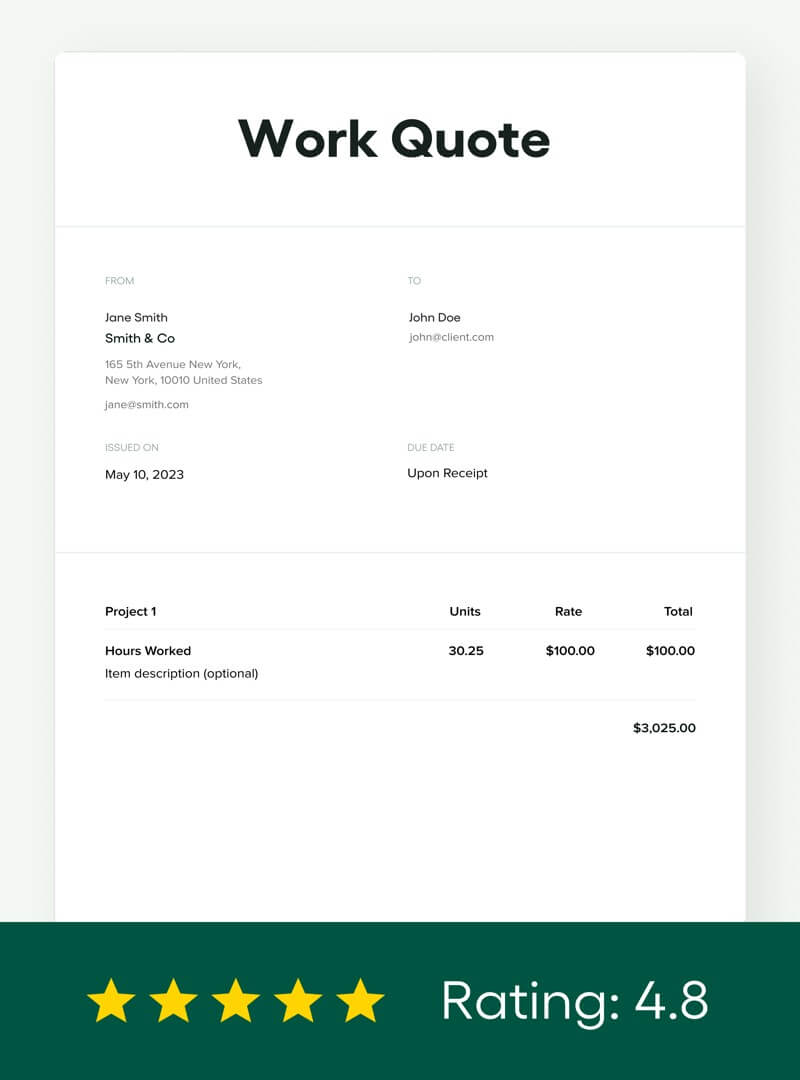 Work Quote
FROM
TO
Jane Smith
John Doe
Smith & Co
john@client.com
165 5th Avenue New York,
New York, 10010 United States
jane@smith.com
ISSUED ON
DUE DATE
May 10, 2023
Upon Receipt
Project 1 Units Rate Total
Hours Worked 30.25 $100.00 $100.00
Item description (optional)
$3,025.00
Rating: 4.8